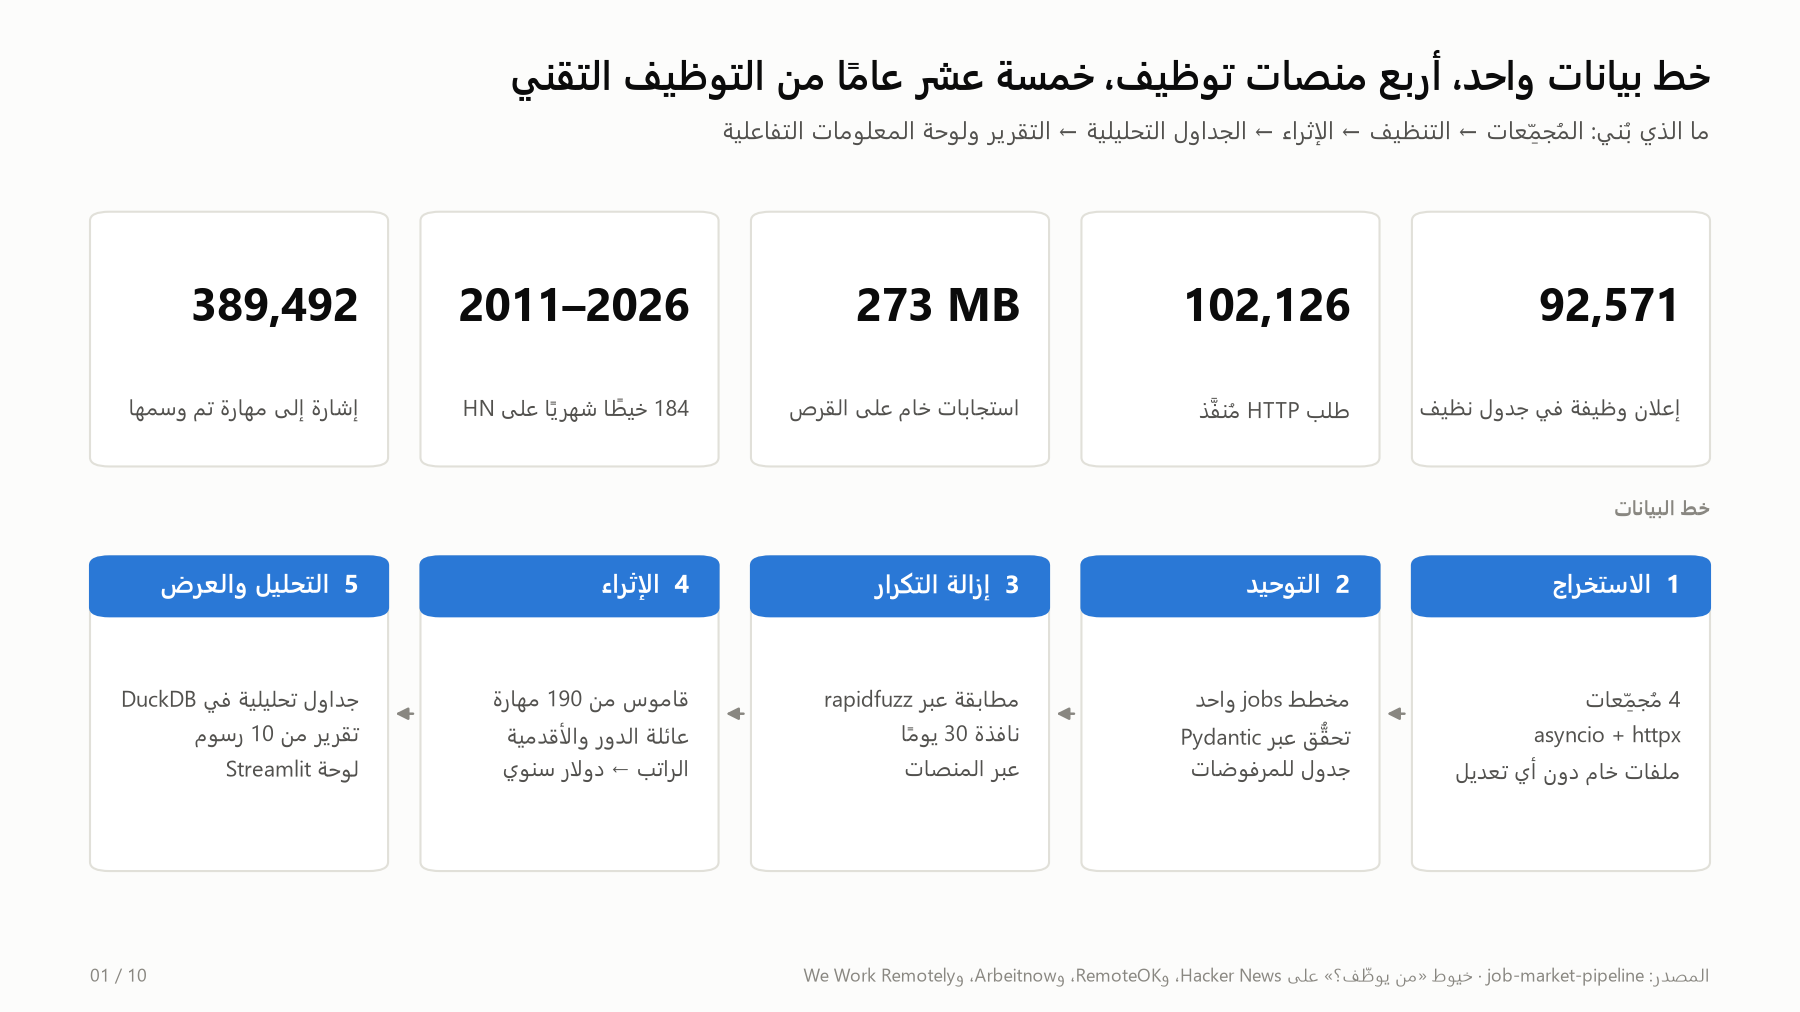 خط بيانات واحد، أربع منصات توظيف، خمسة عشر عامًا من التوظيف التقني
ما الذي بُني: المُجمِّعات ← التنظيف ← الإثراء ← الجداول التحليلية ← التقرير ولوحة المعلومات التفاعلية
92,571
إعلان وظيفة في جدول نظيف
102,126
طلب HTTP مُنفَّذ
273 MB
استجابات خام على القرص
2011–2026
184 خيطًا شهريًا على HN
389,492
إشارة إلى مهارة تم وسمها
خط البيانات
1 الاستخراج
4 مُجمِّعات
asyncio + httpx
ملفات خام دون أي تعديل
2 التوحيد
مخطط jobs واحد
تحقُّق عبر Pydantic
جدول للمرفوضات
3 إزالة التكرار
مطابقة عبر rapidfuzz
نافذة 30 يومًا
عبر المنصات
4 الإثراء
قاموس من 190 مهارة
عائلة الدور والأقدمية
الراتب ← دولار سنوي
5 التحليل والعرض
جداول تحليلية في DuckDB
تقرير من 10 رسوم
لوحة Streamlit
المصدر: job-market-pipeline · خيوط «من يوظّف؟» على Hacker News، وRemoteOK، وArbeitnow، وWe Work Remotely
01 / 10